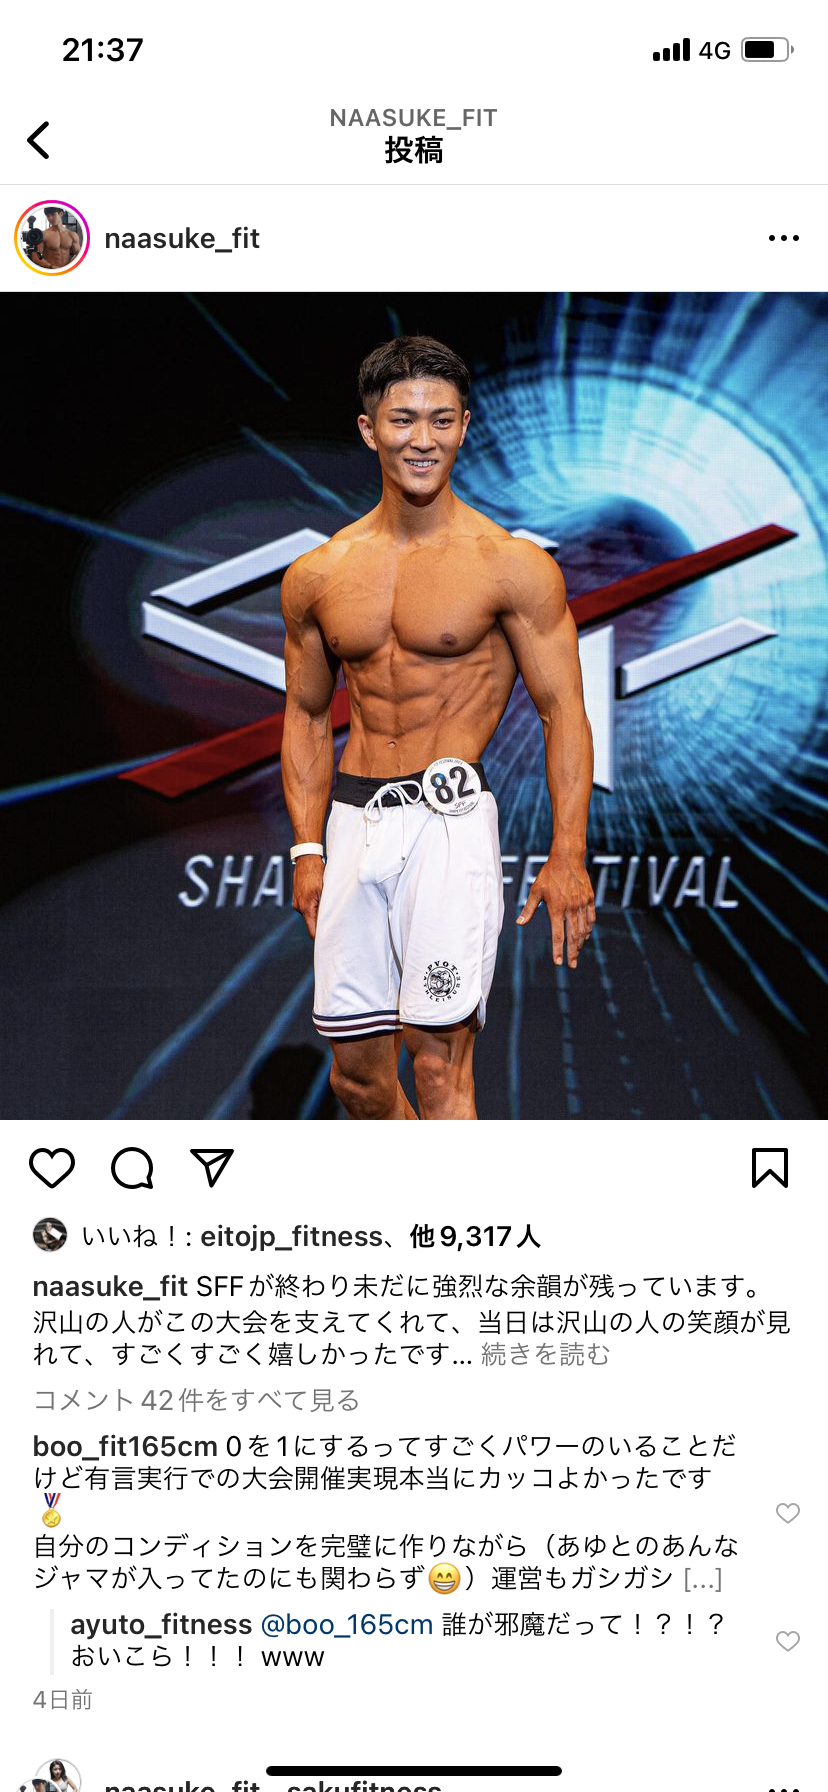 21:37
4G
NAASUKE_FIT
投稿
naasuke_fit
82
SHA
FESTIVAL
PVOT
いいね！: eitojp_fitness、他9,317人
naasuke_fit SFFが終わり未だに強烈な余韻が残っています。
沢山の人がこの大会を支えてくれて、当日は沢山の人の笑顔が見
れて、すごくすごく嬉しかったです... 続きを読む
コメント42件をすべて見る
boo_fit165cm 0を1にするってすごくパワーのいることだ
けど有言実行での大会開催実現本当にカッコよかったです
🏅
自分のコンディションを完璧に作りながら（あゆとのあんな
ジャマが入ってたのにも関わらず😁）運営もガシガシ [...]
ayuto_fitness @boo_165cm 誰が邪魔だって！？！？
おいこら！！！ www
4日前
naasuke_fit、sakufitness